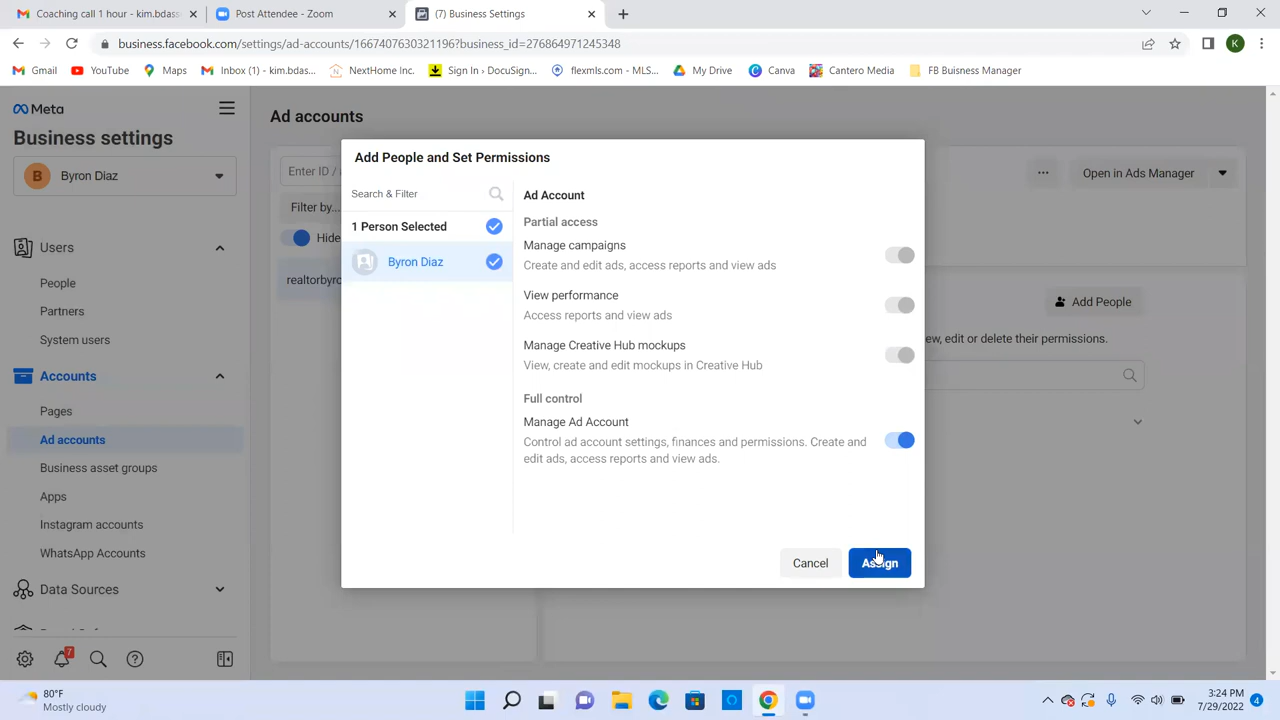 Coaching call 1 hour - kim.bdass
Post Attendee - Zoom
(7) Business Settings
business.facebook.com/settings/ad-accounts/1667407630321196?business_id=276864971245348
K
Gmail
YouTube
Maps
Inbox (1) - kim.bdas...
NextHome Inc.
Sign In › DocuSign...
flexmls.com - MLS...
My Drive
Canva
Cantero Media
FB Buisness Manager
Meta
Business settings
B
Byron Diaz
Users
People
Partners
System users
Accounts
Pages
Ad accounts
Business asset groups
Apps
Instagram accounts
WhatsApp Accounts
Data Sources
7
Ad accounts
Enter ID /
Filter by...
Hide
realtorbyro
Open in Ads Manager
Add People
ew, edit or delete their permissions.
Add People and Set Permissions
Search & Filter
1 Person Selected
Byron Diaz
Ad Account
Partial access
Manage campaigns
Create and edit ads, access reports and view ads
View performance
Access reports and view ads
Manage Creative Hub mockups
View, create and edit mockups in Creative Hub
Full control
Manage Ad Account
Control ad account settings, finances and permissions. Create and
edit ads, access reports and view ads.
Cancel
Assign
80°F
Mostly cloudy
3:24 PM
7/29/2022
4